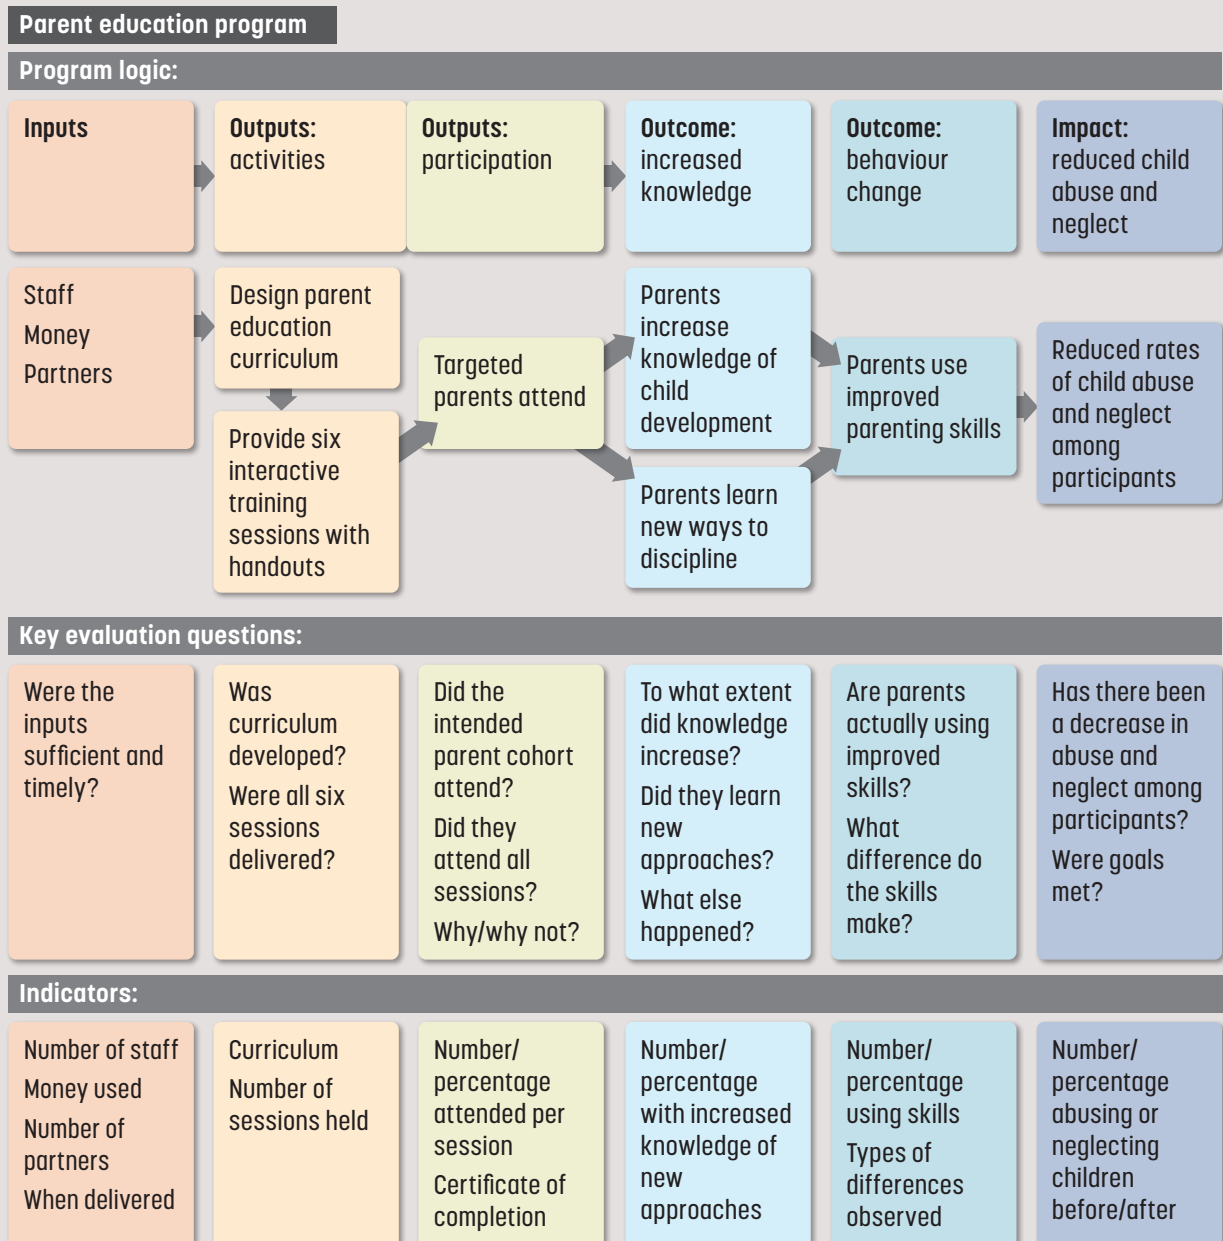 Parent education program
Program logic:
Inputs
Outputs:
activities
Outputs:
participation
Outcome:
increased
knowledge
Outcome:
behaviour
change
Impact:
reduced child
abuse and
neglect
Staff
Money
Partners
Design parent
education
curriculum
Provide six
interactive
training
sessions with
handouts
Targeted
parents attend
Parents
increase
knowledge of
child
development
Parents learn
new ways to
discipline
Parents use
improved
parenting skills
Reduced rates
of child abuse
and neglect
among
participants
Key evaluation questions:
Were the
inputs
sufficient and
timely?
Was
curriculum
developed?
Were all six
sessions
delivered?
Did the
intended
parent cohort
attend?
Did they
attend all
sessions?
Why/why not?
To what extent
did knowledge
increase?
Did they learn
new
approaches?
What else
happened?
Are parents
actually using
improved
skills?
What
difference do
the skills
make?
Has there been
a decrease in
abuse and
neglect among
participants?
Were goals
met?
Indicators:
Number of staff
Money used
Number of
partners
When delivered
Curriculum
Number of
sessions held
Number/
percentage
attended per
session
Certificate of
completion
Number/
percentage
with increased
knowledge of
new
approaches
Number/
percentage
using skills
Types of
differences
observed
Number/
percentage
abusing or
neglecting
children
before/after